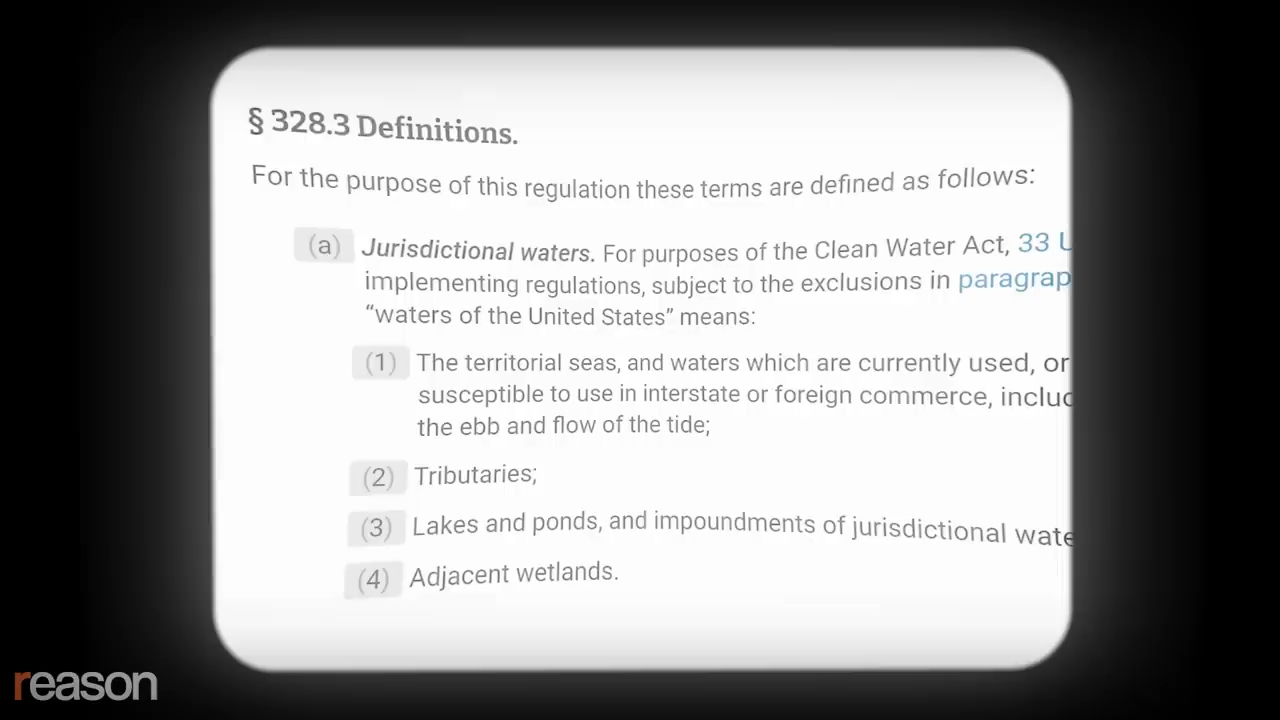 § 328.3 Definitions.
For the purpose of this regulation these terms are defined as follows:
(a) Jurisdictional waters. For purposes of the Clean Water Act, 33 U
implementing regulations, subject to the exclusions in paragrap
“waters of the United States” means:
(1) The territorial seas, and waters which are currently used, or
susceptible to use in interstate or foreign commerce, includ
the ebb and flow of the tide;
(2) Tributaries;
(3) Lakes and ponds, and impoundments of jurisdictional wate
(4) Adjacent wetlands.
reason